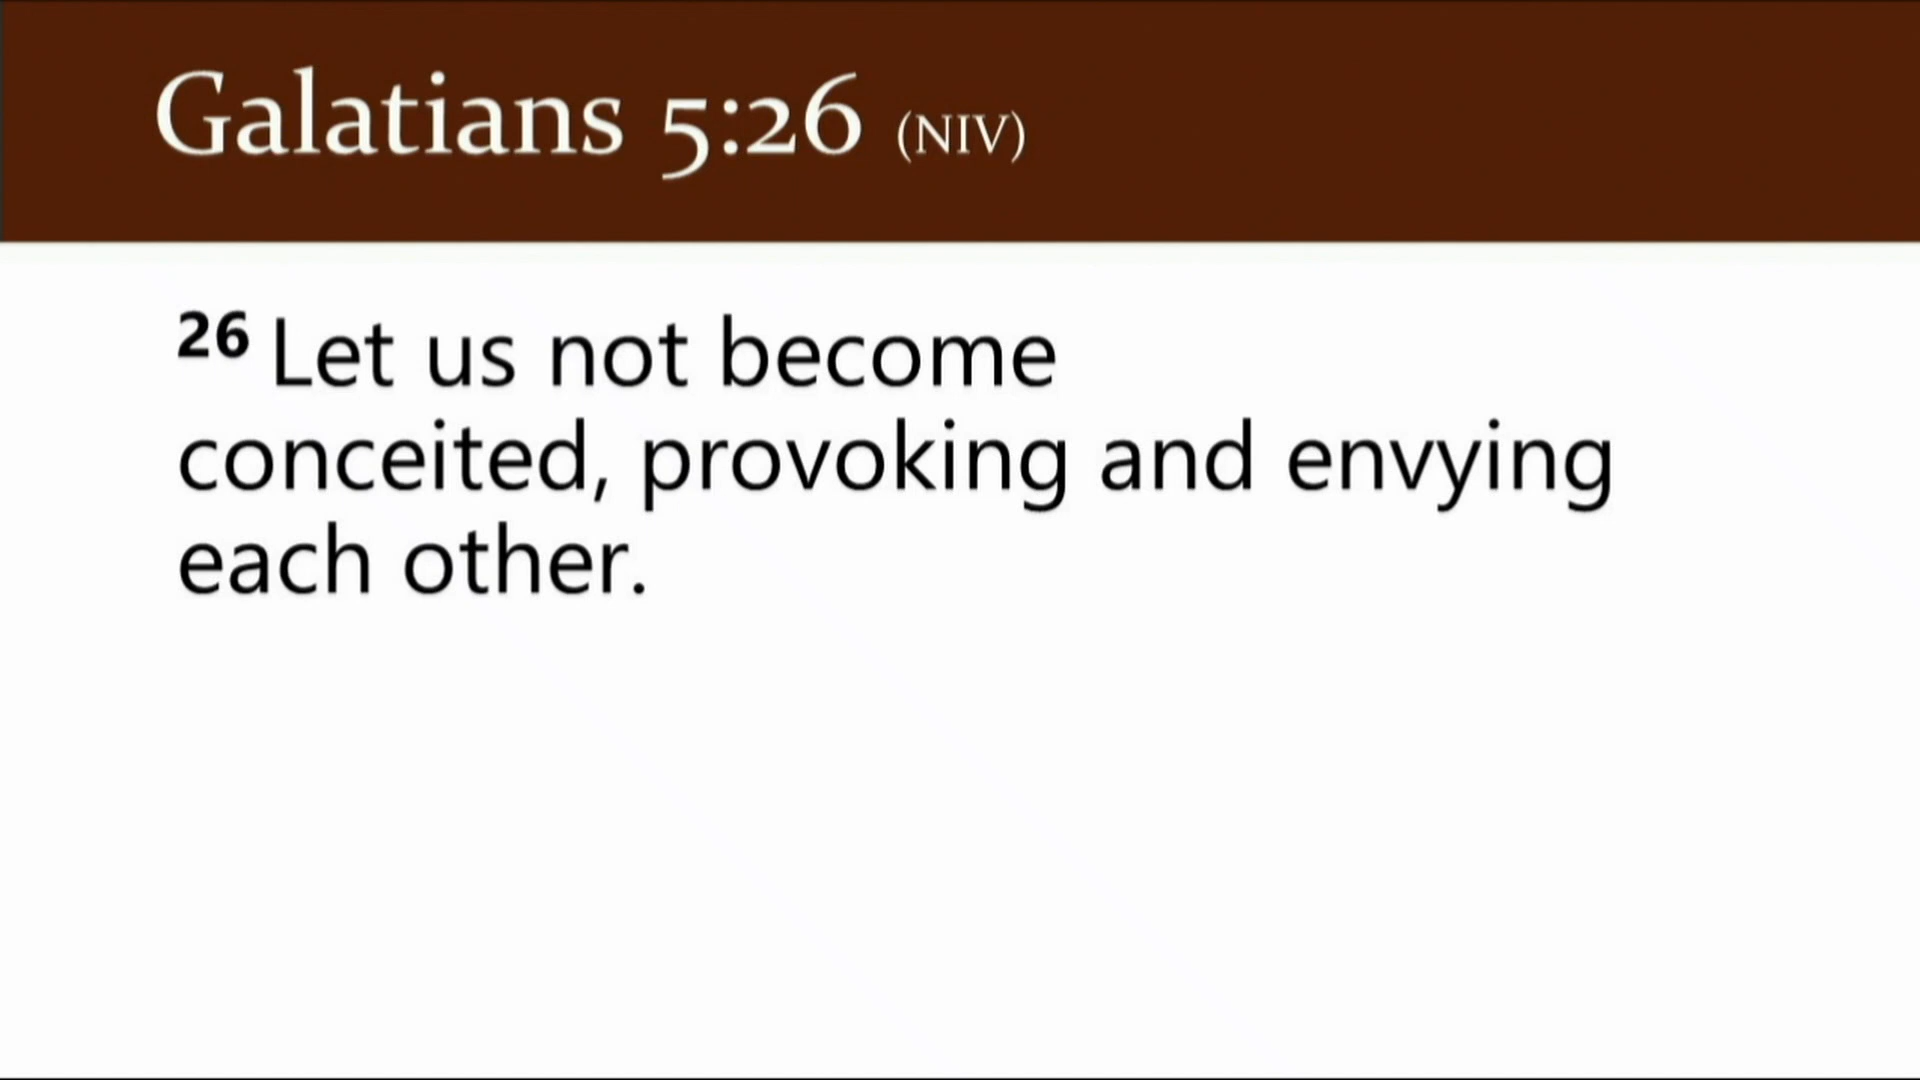 Galatians 5:26 (NIV)
26 Let us not become
conceited, provoking and envying
each other.